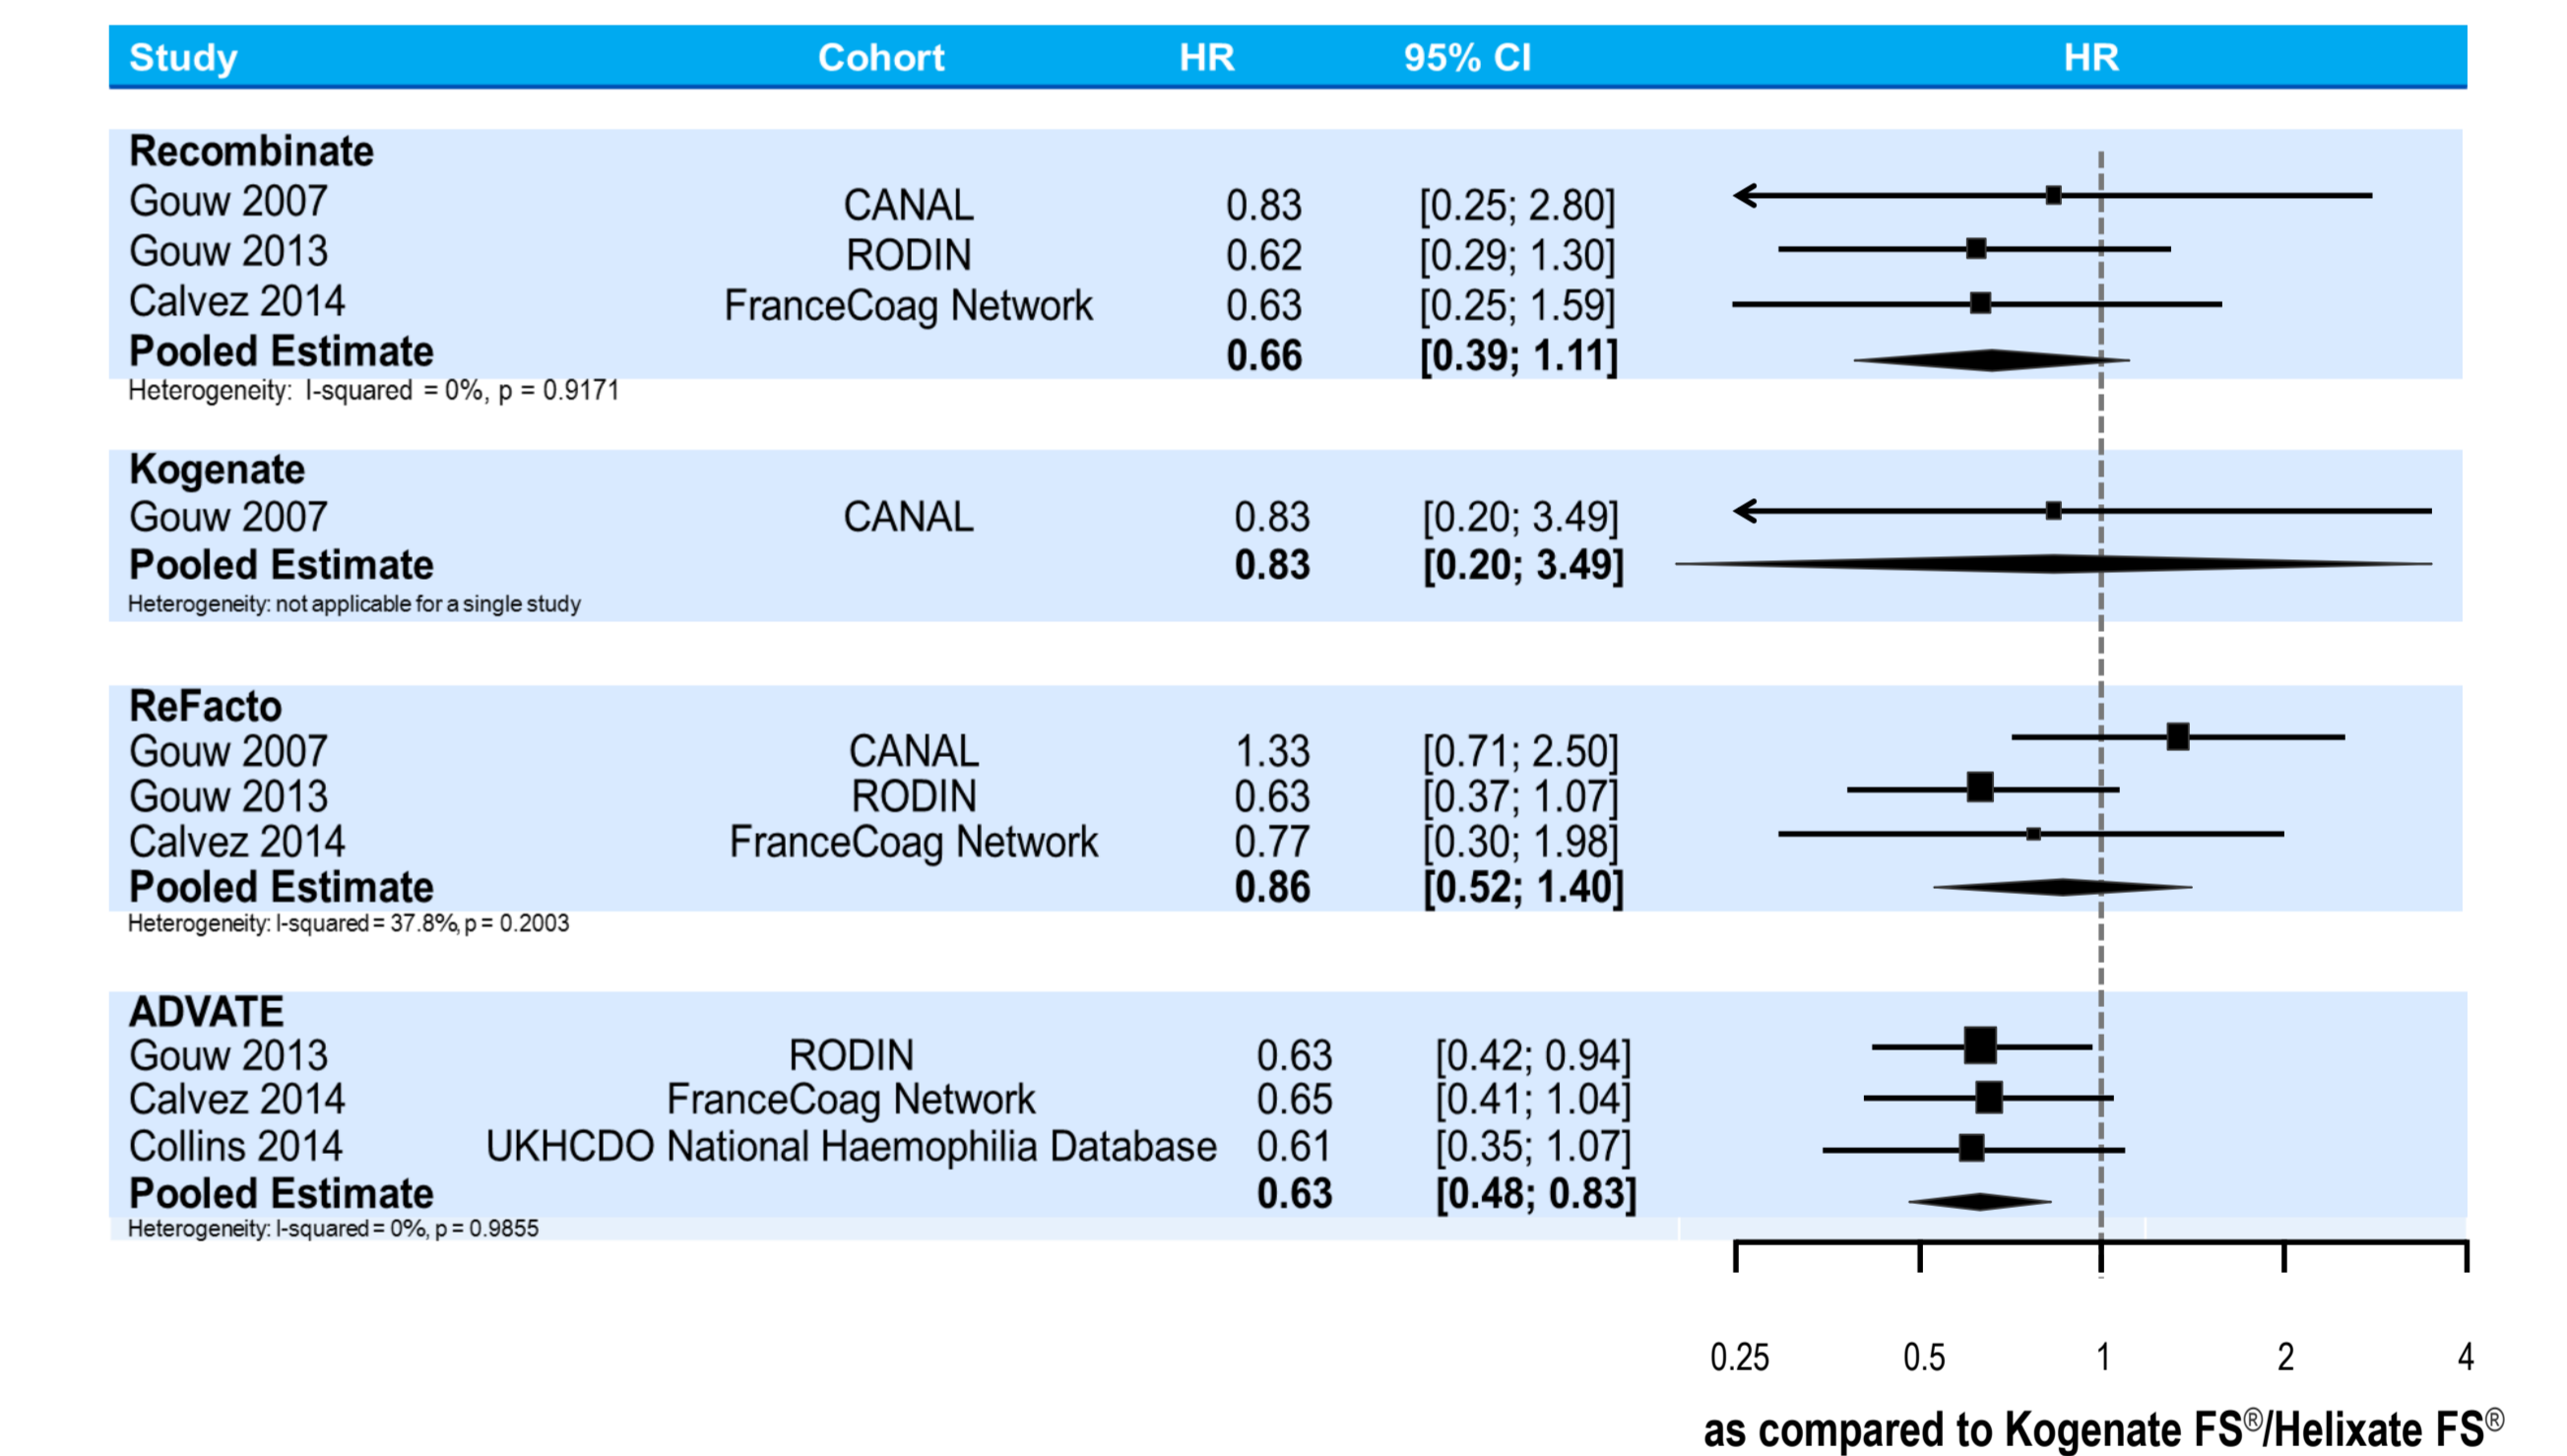 Study Cohort HR 95% CI HR
Recombinate
Gouw 2007 CANAL 0.83 [0.25; 2.80]
Gouw 2013 RODIN 0.62 [0.29; 1.30]
Calvez 2014 FranceCoag Network 0.63 [0.25; 1.59]
Pooled Estimate 0.66 [0.39; 1.11]
Heterogeneity: I-squared = 0%, p = 0.9171
Kogenate
Gouw 2007 CANAL 0.83 [0.20; 3.49]
Pooled Estimate 0.83 [0.20; 3.49]
Heterogeneity: not applicable for a single study
ReFacto
Gouw 2007 CANAL 1.33 [0.71; 2.50]
Gouw 2013 RODIN 0.63 [0.37; 1.07]
Calvez 2014 FranceCoag Network 0.77 [0.30; 1.98]
Pooled Estimate 0.86 [0.52; 1.40]
Heterogeneity: I-squared = 37.8%, p = 0.2003
ADVATE
Gouw 2013 RODIN 0.63 [0.42; 0.94]
Calvez 2014 FranceCoag Network 0.65 [0.41; 1.04]
Collins 2014 UKHCDO National Haemophilia Database 0.61 [0.35; 1.07]
Pooled Estimate 0.63 [0.48; 0.83]
Heterogeneity: I-squared = 0%, p = 0.9855
0.25 0.5 1 2 4
as compared to Kogenate FS®/Helixate FS®